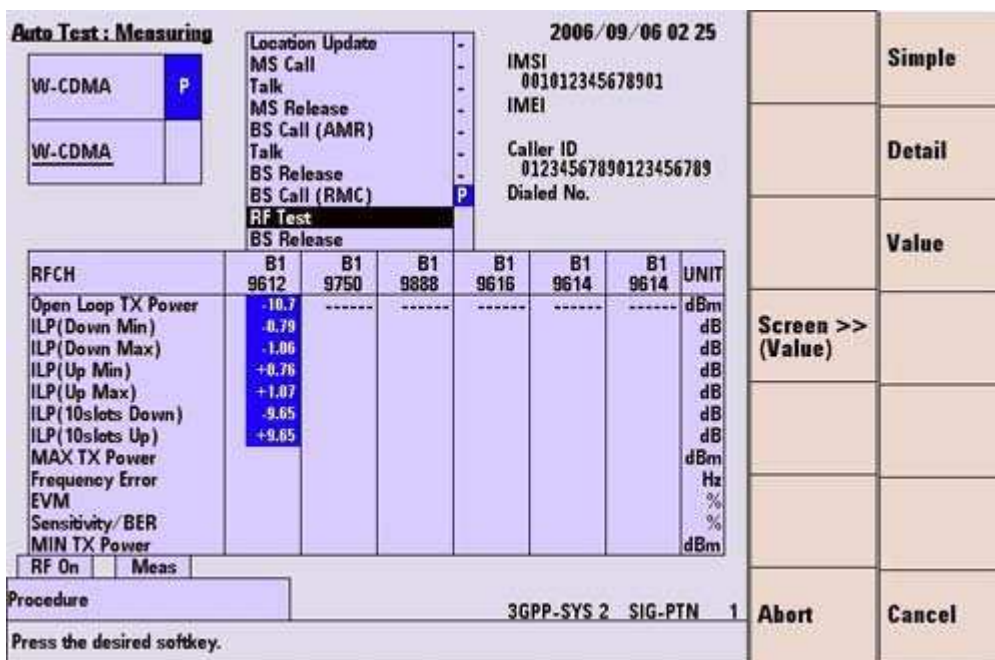 Auto Test : Measuring
2006/09/06 02 25
W-CDMA P
W-CDMA
Location Update -
MS Call -
Talk -
MS Release -
BS Call (AMR) -
Talk -
BS Release -
BS Call (RMC) P
RF Test
BS Release
IMSI
001012345678901
IMEI
Caller ID
01234567890123456789
Dialed No.
RFCH B1 9612 B1 9750 B1 9888 B1 9616 B1 9614 B1 9614 UNIT
Open Loop TX Power -10.7 ------ ------ ------ ------ ------ dBm
ILP(Down Min) -0.79 dB
ILP(Down Max) -1.06 dB
ILP(Up Min) +0.76 dB
ILP(Up Max) +1.07 dB
ILP(10slots Down) -9.65 dB
ILP(10slots Up) +9.65 dB
MAX TX Power dBm
Frequency Error Hz
EVM %
Sensitivity/BER %
MIN TX Power dBm
RF On Meas
Procedure
3GPP-SYS 2 SIG-PTN 1
Press the desired softkey.
Screen >>
(Value)
Abort
Simple
Detail
Value
Cancel